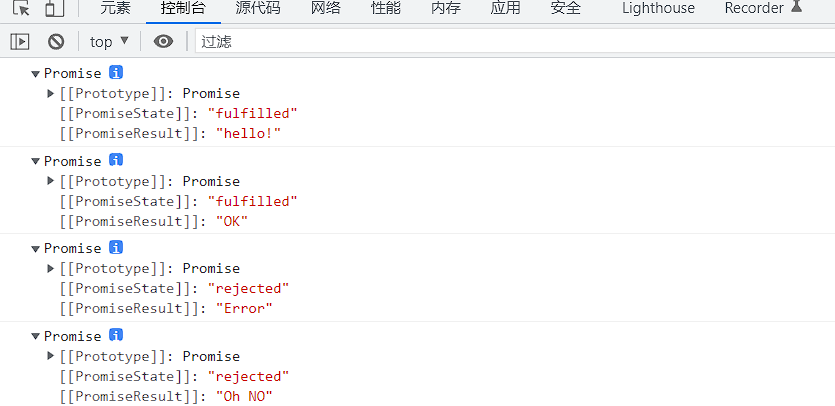 元素 控制台 源代码 网络 性能 内存 应用 安全 Lighthouse Recorder
top ▼ 过滤
▼Promise i
▶[[Prototype]]: Promise
[[PromiseState]]: "fulfilled"
[[PromiseResult]]: "hello!"
▼Promise i
▶[[Prototype]]: Promise
[[PromiseState]]: "fulfilled"
[[PromiseResult]]: "OK"
▼Promise i
▶[[Prototype]]: Promise
[[PromiseState]]: "rejected"
[[PromiseResult]]: "Error"
▼Promise i
▶[[Prototype]]: Promise
[[PromiseState]]: "rejected"
[[PromiseResult]]: "Oh NO"